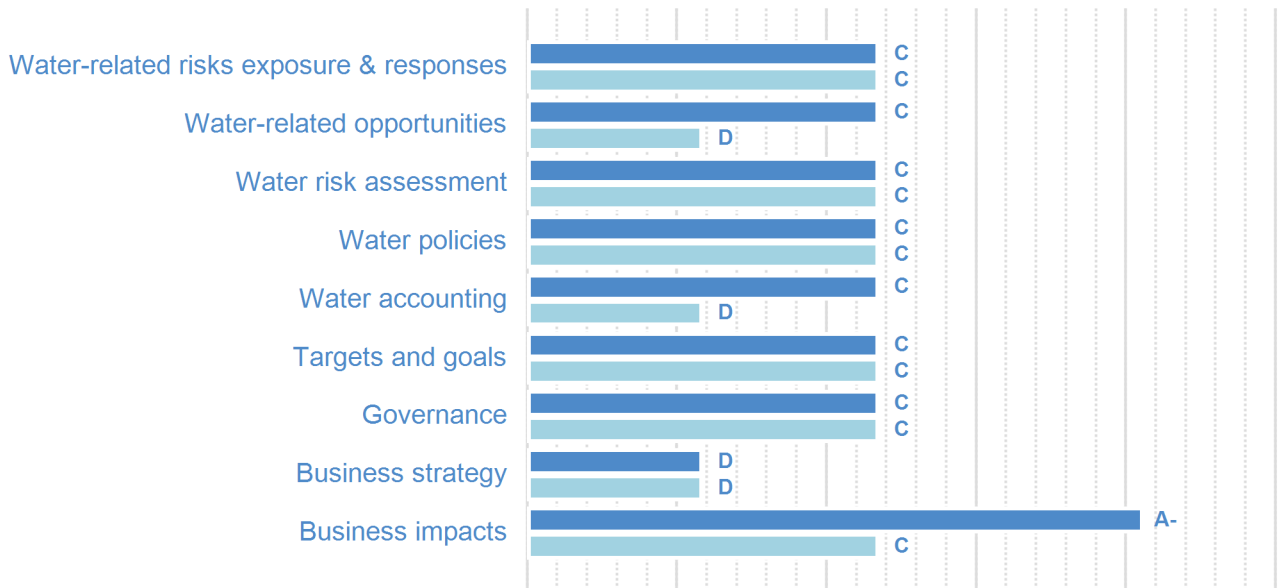 Water-related risks exposure & responses
C
C
Water-related opportunities
C
D
Water risk assessment
C
C
Water policies
C
C
Water accounting
C
D
Targets and goals
C
C
Governance
C
C
Business strategy
D
D
Business impacts
A-
C